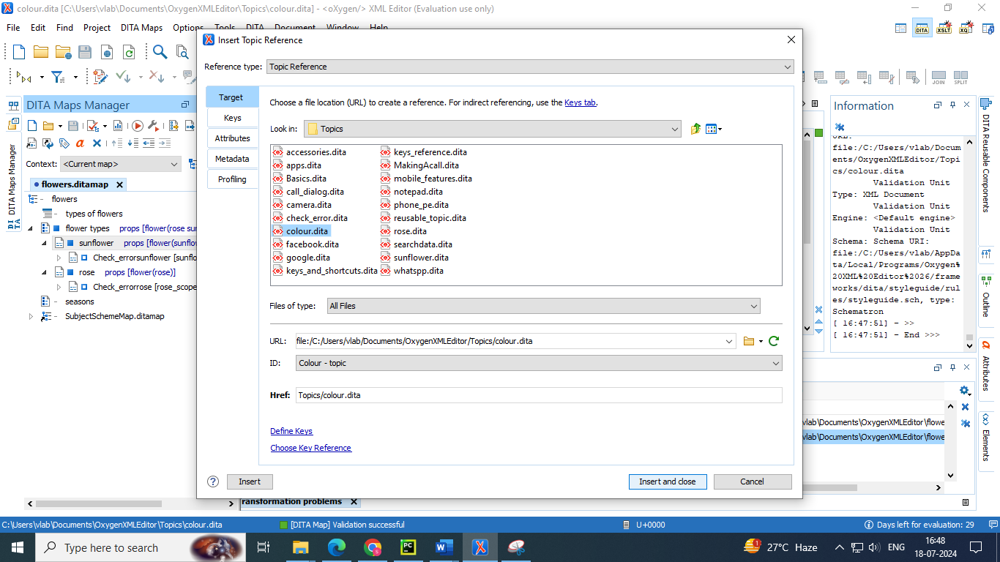 colour.dita [C:\Users\vlab\Documents\OxygenXMLEditor\Topics\colour.dita] - <oXygen/> XML Editor (Evaluation use only)
File Edit Find Project DITA Maps Options Tools DITA Document Window Help
DITA XSLT XQ
JOIN SPLIT
DITA Maps Manager
Context: <Current map>
flowers.ditamap
flowers
types of flowers
flower types props [flower(rose sun
sunflower props [flower(sunflow
Check_errorsunflower [sunflo
rose props [flower(rose)]
Check_errorrose [rose_scope
seasons
SubjectSchemeMap.ditamap
DITA Maps Manager
DITA
Insert Topic Reference
Reference type: Topic Reference
Target
Keys
Attributes
Metadata
Profiling
Choose a file location (URL) to create a reference. For indirect referencing, use the Keys tab.
Look in: Topics
accessories.dita
apps.dita
Basics.dita
call_dialog.dita
camera.dita
check_error.dita
colour.dita
facebook.dita
google.dita
keys_and_shortcuts.dita
keys_reference.dita
MakingAcall.dita
mobile_features.dita
notepad.dita
phone_pe.dita
reusable_topic.dita
rose.dita
searchdata.dita
sunflower.dita
whatspp.dita
Files of type: All Files
URL: file:/C:/Users/vlab/Documents/OxygenXMLEditor/Topics/colour.dita
ID: Colour - topic
Href: Topics/colour.dita
Define Keys
Choose Key Reference
Insert
Insert and close
Cancel
Information
file:/C:/Users/vlab/Docum
ents/OxygenXMLEditor/Topi
cs/colour.dita
Validation Unit
Type: XML Document
Validation Unit
Engine: <Default engine>
Validation Unit
Schema: Schema URI:
file:/C:/Users/vlab/AppDa
ta/Local/Programs/Oxygen%
20XML%20Editor%2026/frame
works/dita/styleguide/rul
es/styleguide.sch, type:
Schematron
[ 16:47:51] - >>
[ 16:47:51] - End >>>
DITA Reusable Components
Outline
Attributes
Elements
vlab\Documents\OxygenXMLEditor\flowe
vlab\Documents\OxygenXMLEditor\flowe
ransformation problems
C:\Users\vlab\Documents\OxygenXMLEditor\Topics\colour.dita
[DITA Map] Validation successful
U+0000
Days left for evaluation: 29
Type here to search
27°C Haze
ENG
16:48
18-07-2024